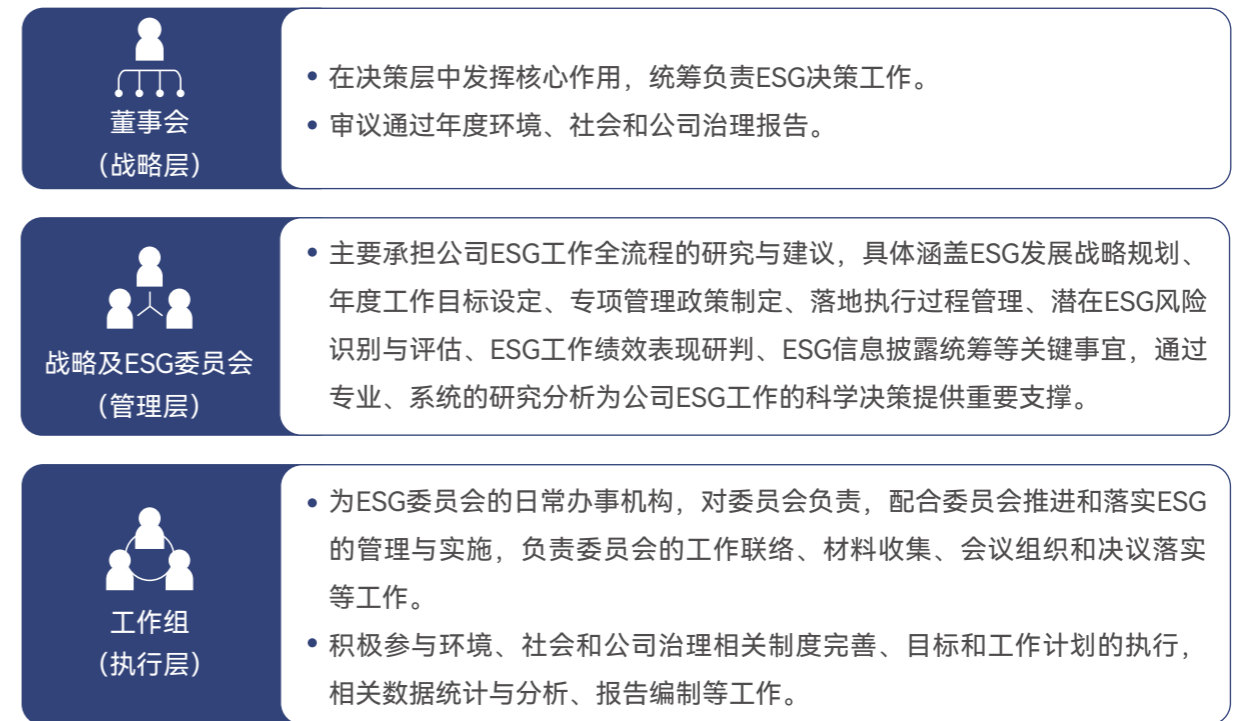 董事会
（战略层）
• 在决策层中发挥核心作用，统筹负责ESG决策工作。
• 审议通过年度环境、社会和公司治理报告。
战略及ESG委员会
（管理层）
• 主要承担公司ESG工作全流程的研究与建议，具体涵盖ESG发展战略规划、
年度工作目标设定、专项管理政策制定、落地执行过程管理、潜在ESG风险
识别与评估、ESG工作绩效表现研判、ESG信息披露统筹等关键事宜，通过
专业、系统的研究分析为公司ESG工作的科学决策提供重要支撑。
工作组
（执行层）
• 为ESG委员会的日常办事机构，对委员会负责，配合委员会推进和落实ESG
的管理与实施，负责委员会的工作联络、材料收集、会议组织和决议落实
等工作。
• 积极参与环境、社会和公司治理相关制度完善、目标和工作计划的执行，
相关数据统计与分析、报告编制等工作。